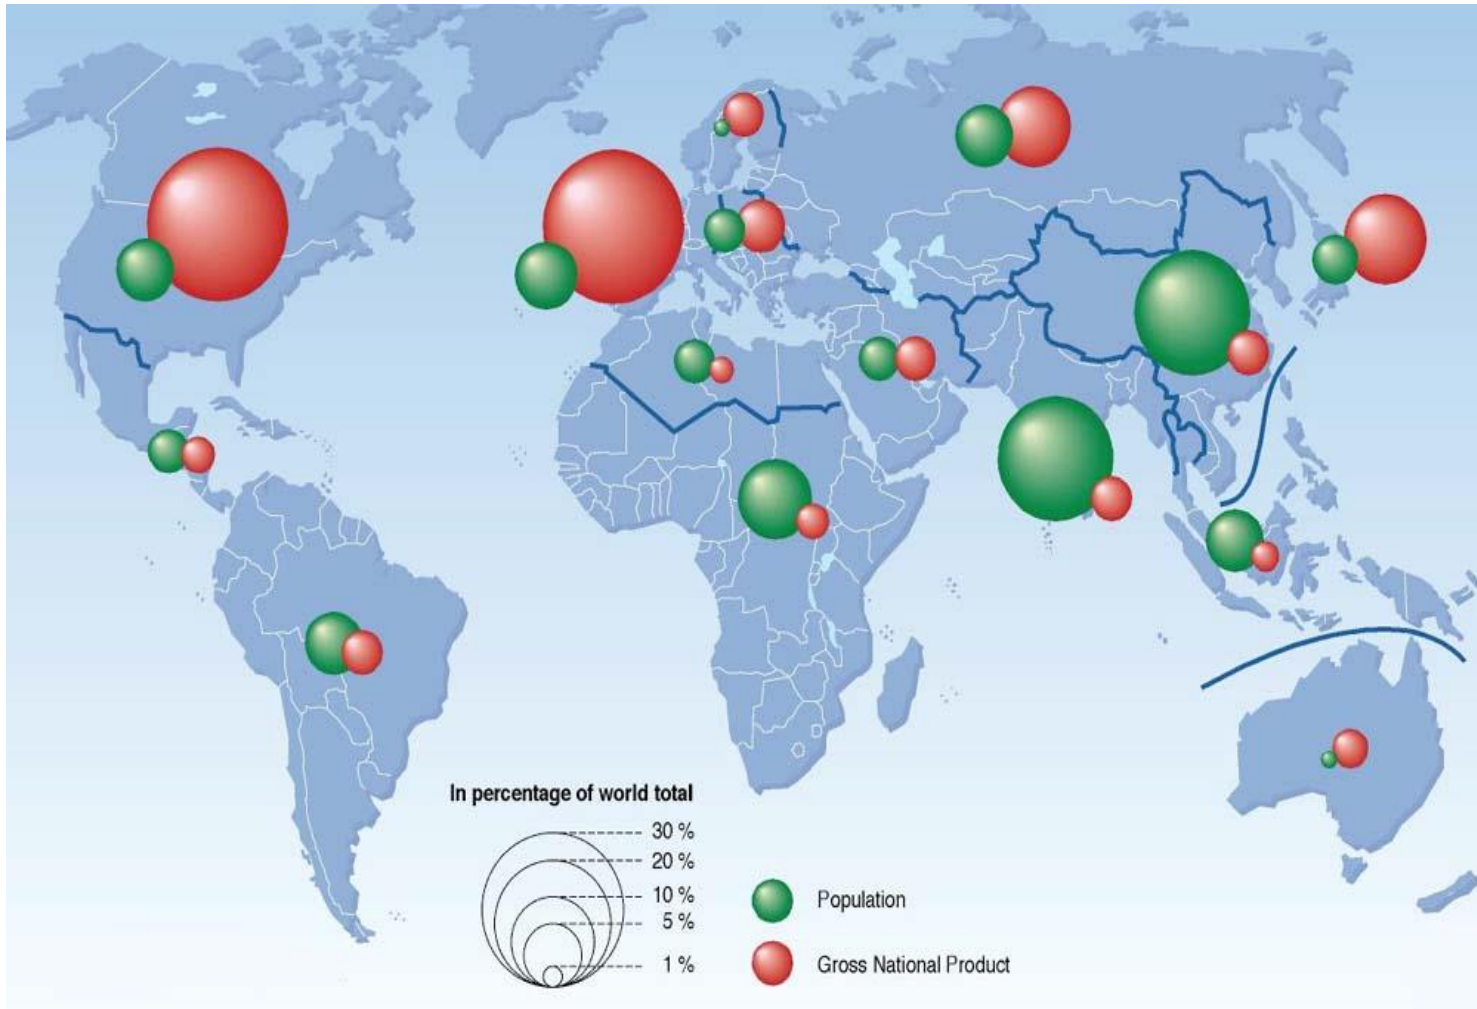 In percentage of world total
30 %
20 %
10 %
5 %
1 %
Population
Gross National Product